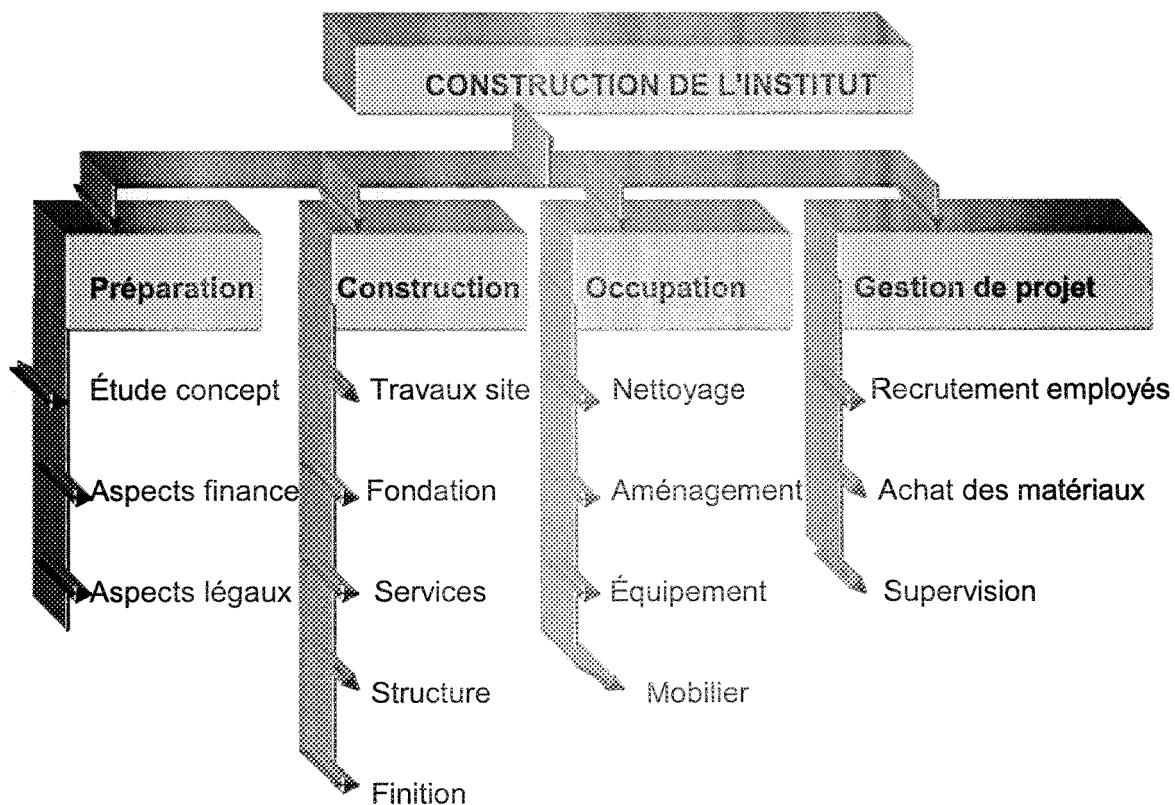 CONSTRUCTION DE L'INSTITUT
Préparation
Étude concept
Aspects finance
Aspects légaux
Construction
Travaux site
Fondation
Services
Structure
Finition
Occupation
Nettoyage
Aménagement
Équipement
Mobilier
Gestion de projet
Recrutement employés
Achat des matériaux
Supervision